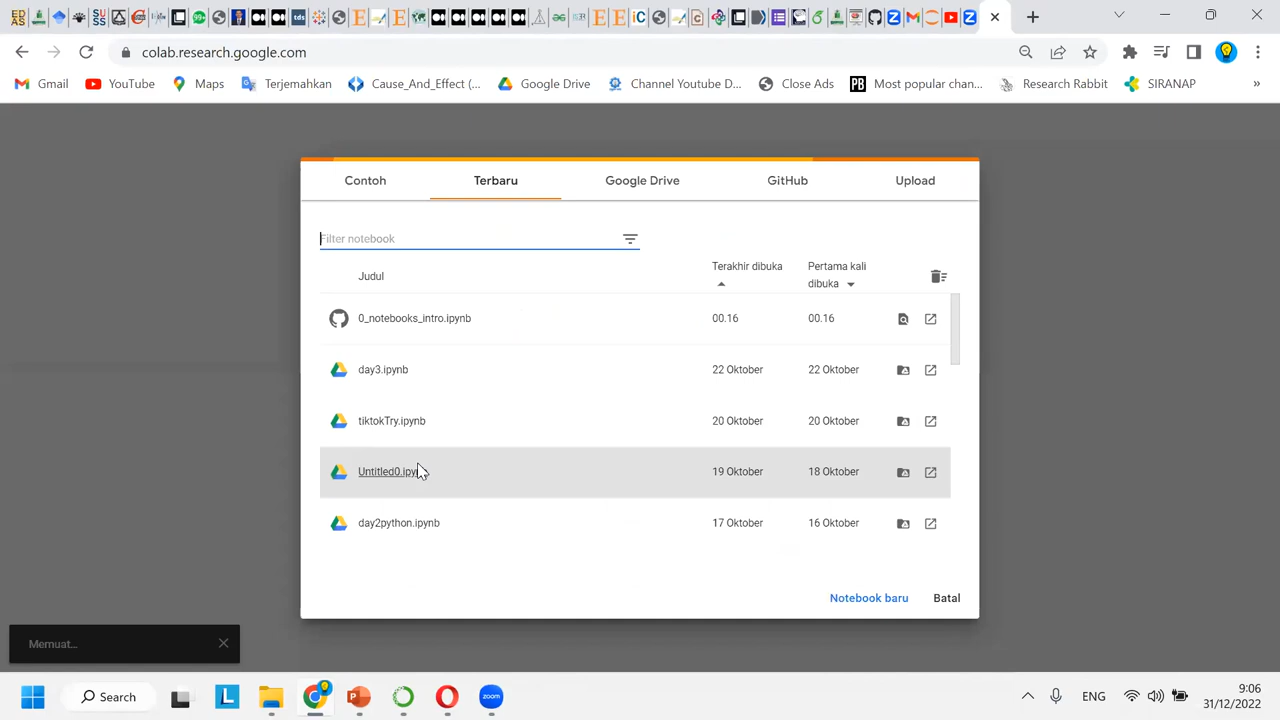 colab.research.google.com
Gmail
YouTube
Maps
Terjemahan
Cause_And_Effect (...
Google Drive
Channel Youtube D...
Close Ads
PB
Most popular chan...
Research Rabbit
SIRANAP
»
Contoh
Terbaru
Google Drive
GitHub
Upload
Filter notebook
Judul
Terakhir dibuka
Pertama kali
dibuka
0_notebooks_intro.ipynb
00.16
00.16
day3.ipynb
22 Oktober
22 Oktober
tiktokTry.ipynb
20 Oktober
20 Oktober
Untitled0.ipynb
19 Oktober
18 Oktober
day2python.ipynb
17 Oktober
16 Oktober
Notebook baru
Batal
Memuat...
Search
L
zoom
ENG
9:06
31/12/2022